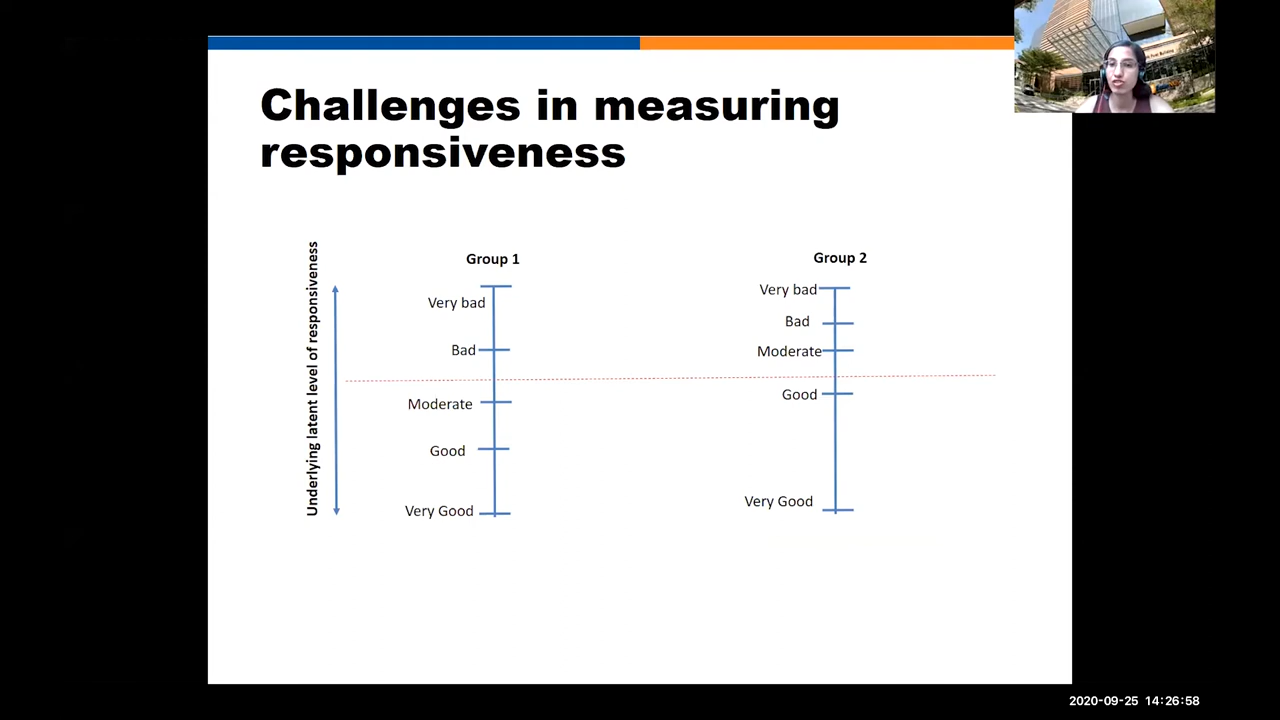 Challenges in measuring
responsiveness
Underlying latent level of responsiveness
Group 1
Very bad
Bad
Moderate
Good
Very Good
Group 2
Very bad
Bad
Moderate
Good
Very Good
2020-09-25 14:26:58